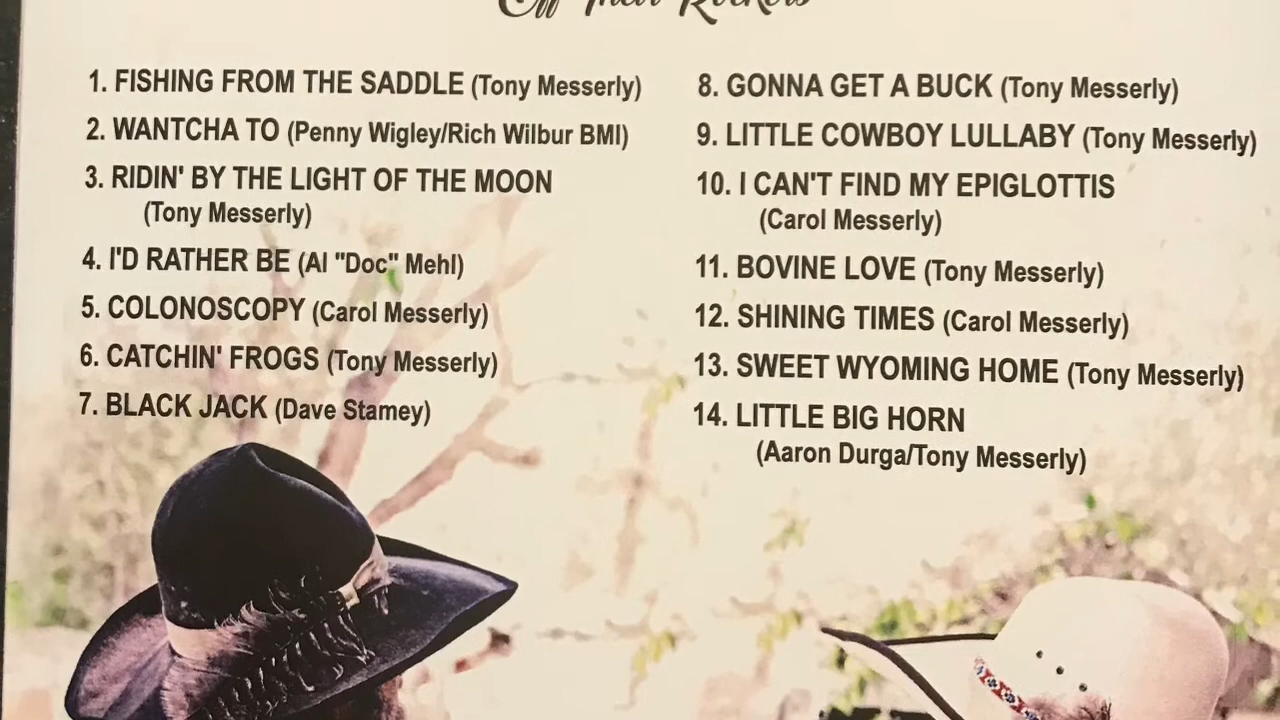 Off Their Rockers
1. FISHING FROM THE SADDLE (Tony Messerly)
2. WANTCHA TO (Penny Wigley/Rich Wilbur BMI)
3. RIDIN' BY THE LIGHT OF THE MOON
(Tony Messerly)
4. I'D RATHER BE (Al "Doc" Mehl)
5. COLONOSCOPY (Carol Messerly)
6. CATCHIN' FROGS (Tony Messerly)
7. BLACK JACK (Dave Stamey)
8. GONNA GET A BUCK (Tony Messerly)
9. LITTLE COWBOY LULLABY (Tony Messerly)
10. I CAN'T FIND MY EPIGLOTTIS
(Carol Messerly)
11. BOVINE LOVE (Tony Messerly)
12. SHINING TIMES (Carol Messerly)
13. SWEET WYOMING HOME (Tony Messerly)
14. LITTLE BIG HORN
(Aaron Durga/Tony Messerly)